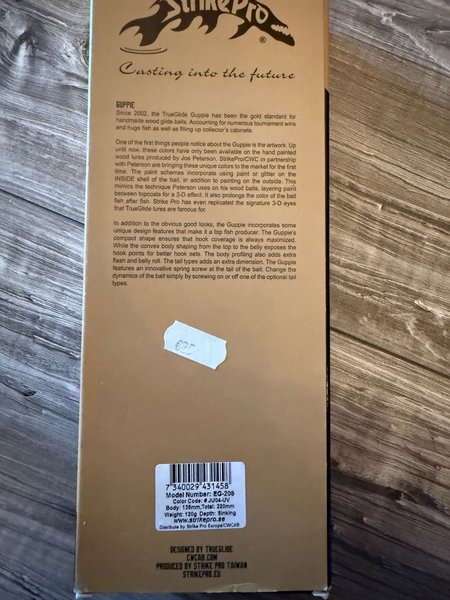 StrikePro
®
Casting into the future
GUPPIE
Since 2002, the TrueGlide Guppie has been the gold standard for
handmade wood glide baits. Accounting for numerous tournament wins
and huge fish as well as filling up collector's cabinets.
One of the first things people notice about the Guppie is the artwork. Up
until now, these colors have only been available on the hand painted
wood lures produced by Joe Peterson. StrikePro/CWC in partnership
with Peterson are bringing these unique colors to the market for the first
time. The paint schemes incorporate using paint or glitter on the
INSIDE shell of the bait, in addition to painting on the outside. This
mimics the technique Peterson uses on his wood baits, layering paint
between topcoats for a 3-D effect. It also prolongs the color of the bait
fish after fish. Strike Pro has even replicated the signature 3-D eyes
that TrueGlide lures are famous for.
In addition to the obvious good looks, the Guppie incorporates some
unique design features that make it a top fish producer. The Guppie's
compact shape ensures that hook coverage is always maximized.
While the convex body shaping from the top to the belly exposes the
hook points for better hook sets. The body profiling also adds extra
flash and belly roll. The tail types adds an extra dimension. The Guppie
features an innovative spring screw at the tail of the bait. Change the
dynamics of the bait simply by screwing on or off one of the optional tail
types.
€25
7 340029 431458
Model Number: EG-208
Color Code: # JU04-UV
Body: 135mm,Total: 220mm
Weight: 120g Depth: Sinking
www.strikepro.se
Distribute by Strike Pro Europe/CWCAB
DESIGNED BY TRUEGLIDE
CWCAB.COM
PRODUCED BY STRIKE PRO TAIWAN
STRIKEPRO.EU